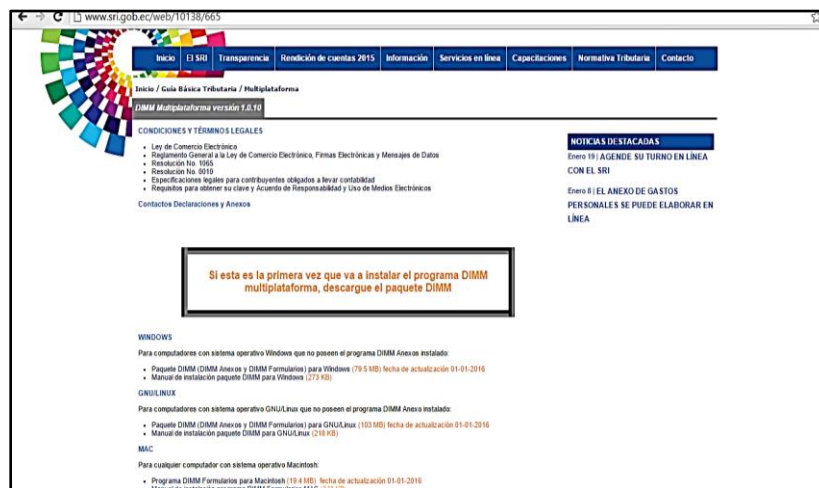 www.sri.gob.ec/web/10138/665
Inicio El SRI Transparencia Rendición de cuentas 2015 Información Servicios en línea Capacitaciones Normativa Tributaria Contacto
Inicio / Guía Básica Tributaria / Multiplataforma
DIMM Multiplataforma versión 1.0.10
CONDICIONES Y TÉRMINOS LEGALES
Ley de Comercio Electrónico
Reglamento General a la Ley de Comercio Electrónico, Firmas Electrónicas y Mensajes de Datos
Resolución No. 1065
Resolución No. 0010
Especificaciones legales para contribuyentes obligados a llevar contabilidad
Requisitos para obtener su clave y Acuerdo de Responsabilidad y Uso de Medios Electrónicos
Contactos Declaraciones y Anexos
NOTICIAS DESTACADAS
Enero 19 | AGENDE SU TURNO EN LÍNEA
CON EL SRI
Enero 8 | EL ANEXO DE GASTOS
PERSONALES SE PUEDE ELABORAR EN
LÍNEA
Si esta es la primera vez que va a instalar el programa DIMM
multiplataforma, descargue el paquete DIMM
WINDOWS
Para computadores con sistema operativo Windows que no poseen el programa DIMM Anexos instalado:
Paquete DIMM (DIMM Anexos y DIMM Formularios) para Windows (79.5 MB) fecha de actualización 01-01-2016
Manual de instalación paquete DIMM para Windows (273 KB)
GNU/LINUX
Para computadores con sistema operativo GNU/Linux que no poseen el programa DIMM Anexo instalado:
Paquete DIMM (DIMM Anexos y DIMM Formularios) para GNU/Linux (103 MB) fecha de actualización 01-01-2016
Manual de instalación paquete DIMM para GNU/Linux (218 KB)
MAC
Para cualquier computador con sistema operativo Macintosh:
Programa DIMM Formularios para Macintosh (19.4 MB) fecha de actualización 01-01-2016